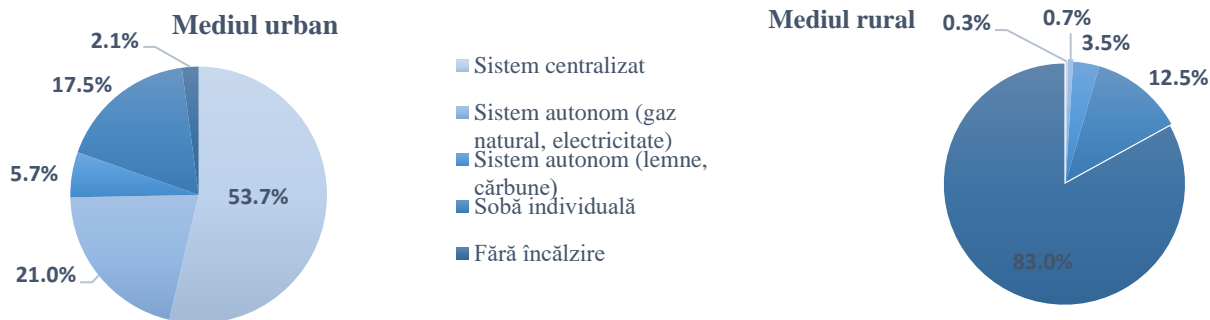 Mediul urban
2.1%
17.5%
5.7%
21.0%
53.7%
Sistem centralizat
Sistem autonom (gaz
natural, electricitate)
Sistem autonom (lemne,
cărbune)
Sobă individuală
Fără încălzire
Mediul rural
0.3%
0.7%
3.5%
12.5%
83.0%